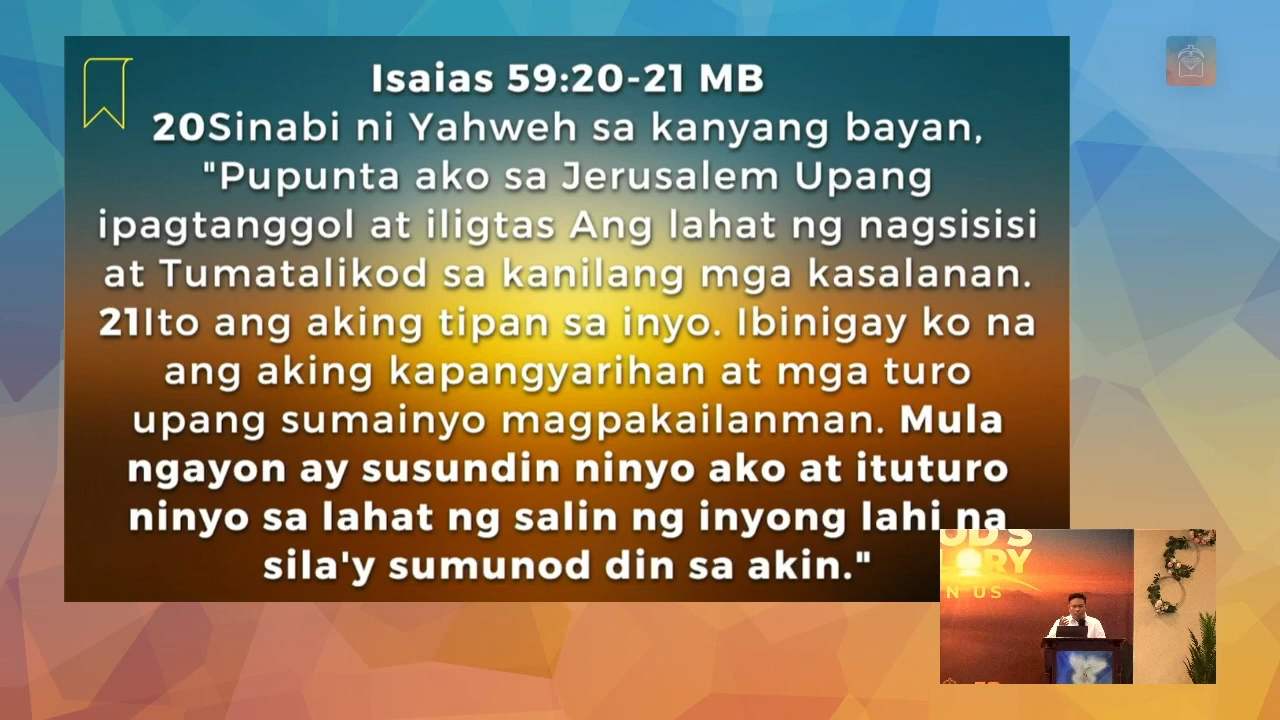 Isaias 59:20-21 MB
20Sinabi ni Yahweh sa kanyang bayan,
"Pupunta ako sa Jerusalem Upang
ipagtanggol at iligtas Ang lahat ng nagsisisi
at Tumatalikod sa kanilang mga kasalanan.
21Ito ang aking tipan sa inyo. Ibinigay ko na
ang aking kapangyarihan at mga turo
upang sumainyo magpakailanman. Mula
ngayon ay susundin ninyo ako at ituturo
ninyo sa lahat ng salin ng inyong lahi na
sila'y sumunod din sa akin."
OD'S
LORY
N US